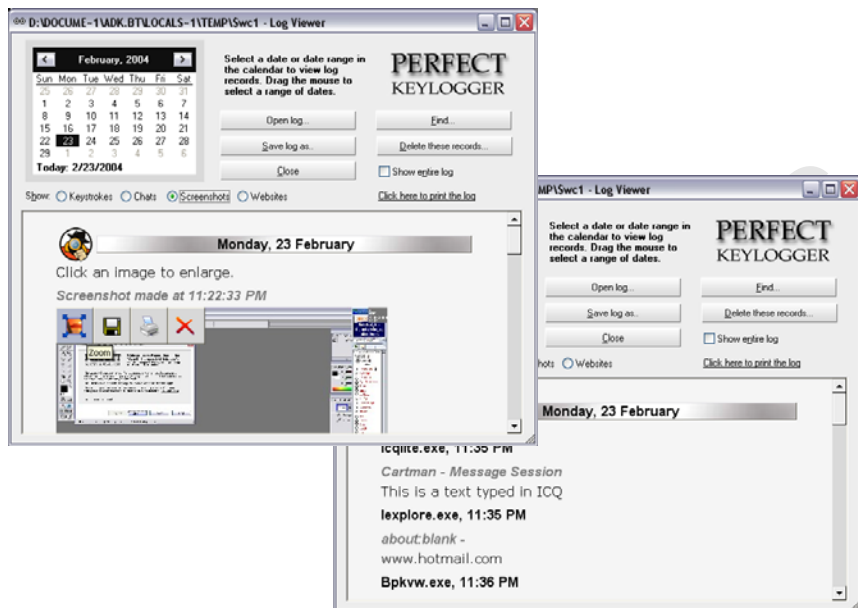 D:\DOCUME~1\ADK.BT\LOCALS~1\TEMP\Swc1 - Log Viewer
February, 2004
Sun Mon Tue Wed Thu Fri Sat
25 26 27 28 29 30 31
1 2 3 4 5 6 7
8 9 10 11 12 13 14
15 16 17 18 19 20 21
22 23 24 25 26 27 28
29 1 2 3 4 5 6
Today: 2/23/2004
Select a date or date range in
the calendar to view log
records. Drag the mouse to
select a range of dates.
PERFECT
KEYLOGGER
Open log...
Find...
Save log as..
Delete these records...
Close
Show entire log
Show: Keystrokes Chats Screenshots Websites
Click here to print the log
Monday, 23 February
Click an image to enlarge.
Screenshot made at 11:22:33 PM
Zoom
MP\Swc1 - Log Viewer
Select a date or date range in
the calendar to view log
records. Drag the mouse to
select a range of dates.
PERFECT
KEYLOGGER
Open log...
Find...
Save log as..
Delete these records...
Close
Show entire log
hots Websites
Click here to print the log
Monday, 23 February
icqlite.exe, 11:35 PM
Cartman - Message Session
This is a text typed in ICQ
Iexplore.exe, 11:35 PM
about:blank -
www.hotmail.com
Bpkvw.exe, 11:36 PM